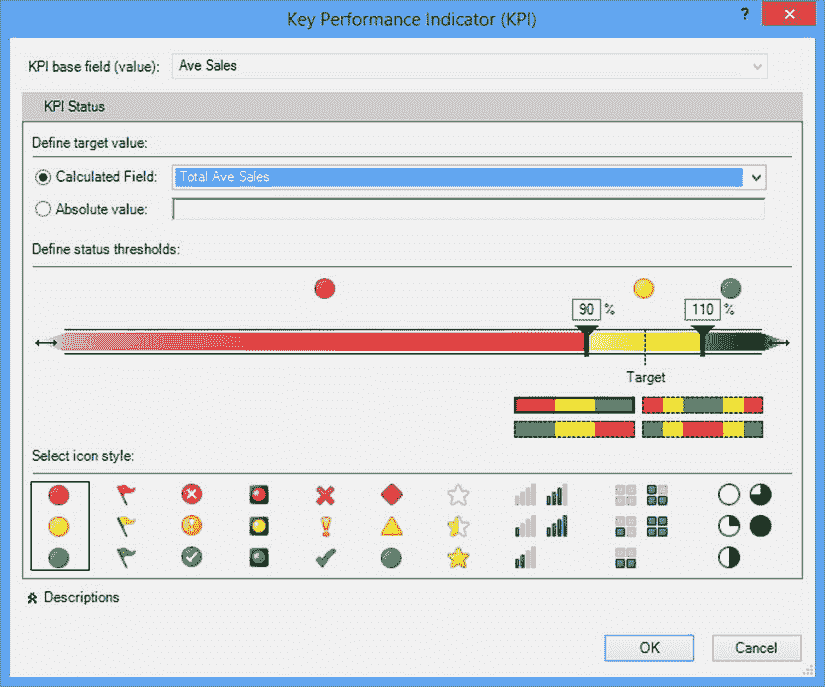 Key Performance Indicator (KPI)
?
KPI base field (value): Ave Sales
KPI Status
Define target value:
Calculated Field: Total Ave Sales
Absolute value:
Define status thresholds:
90 % 110 %
Target
Select icon style:
Descriptions
OK Cancel